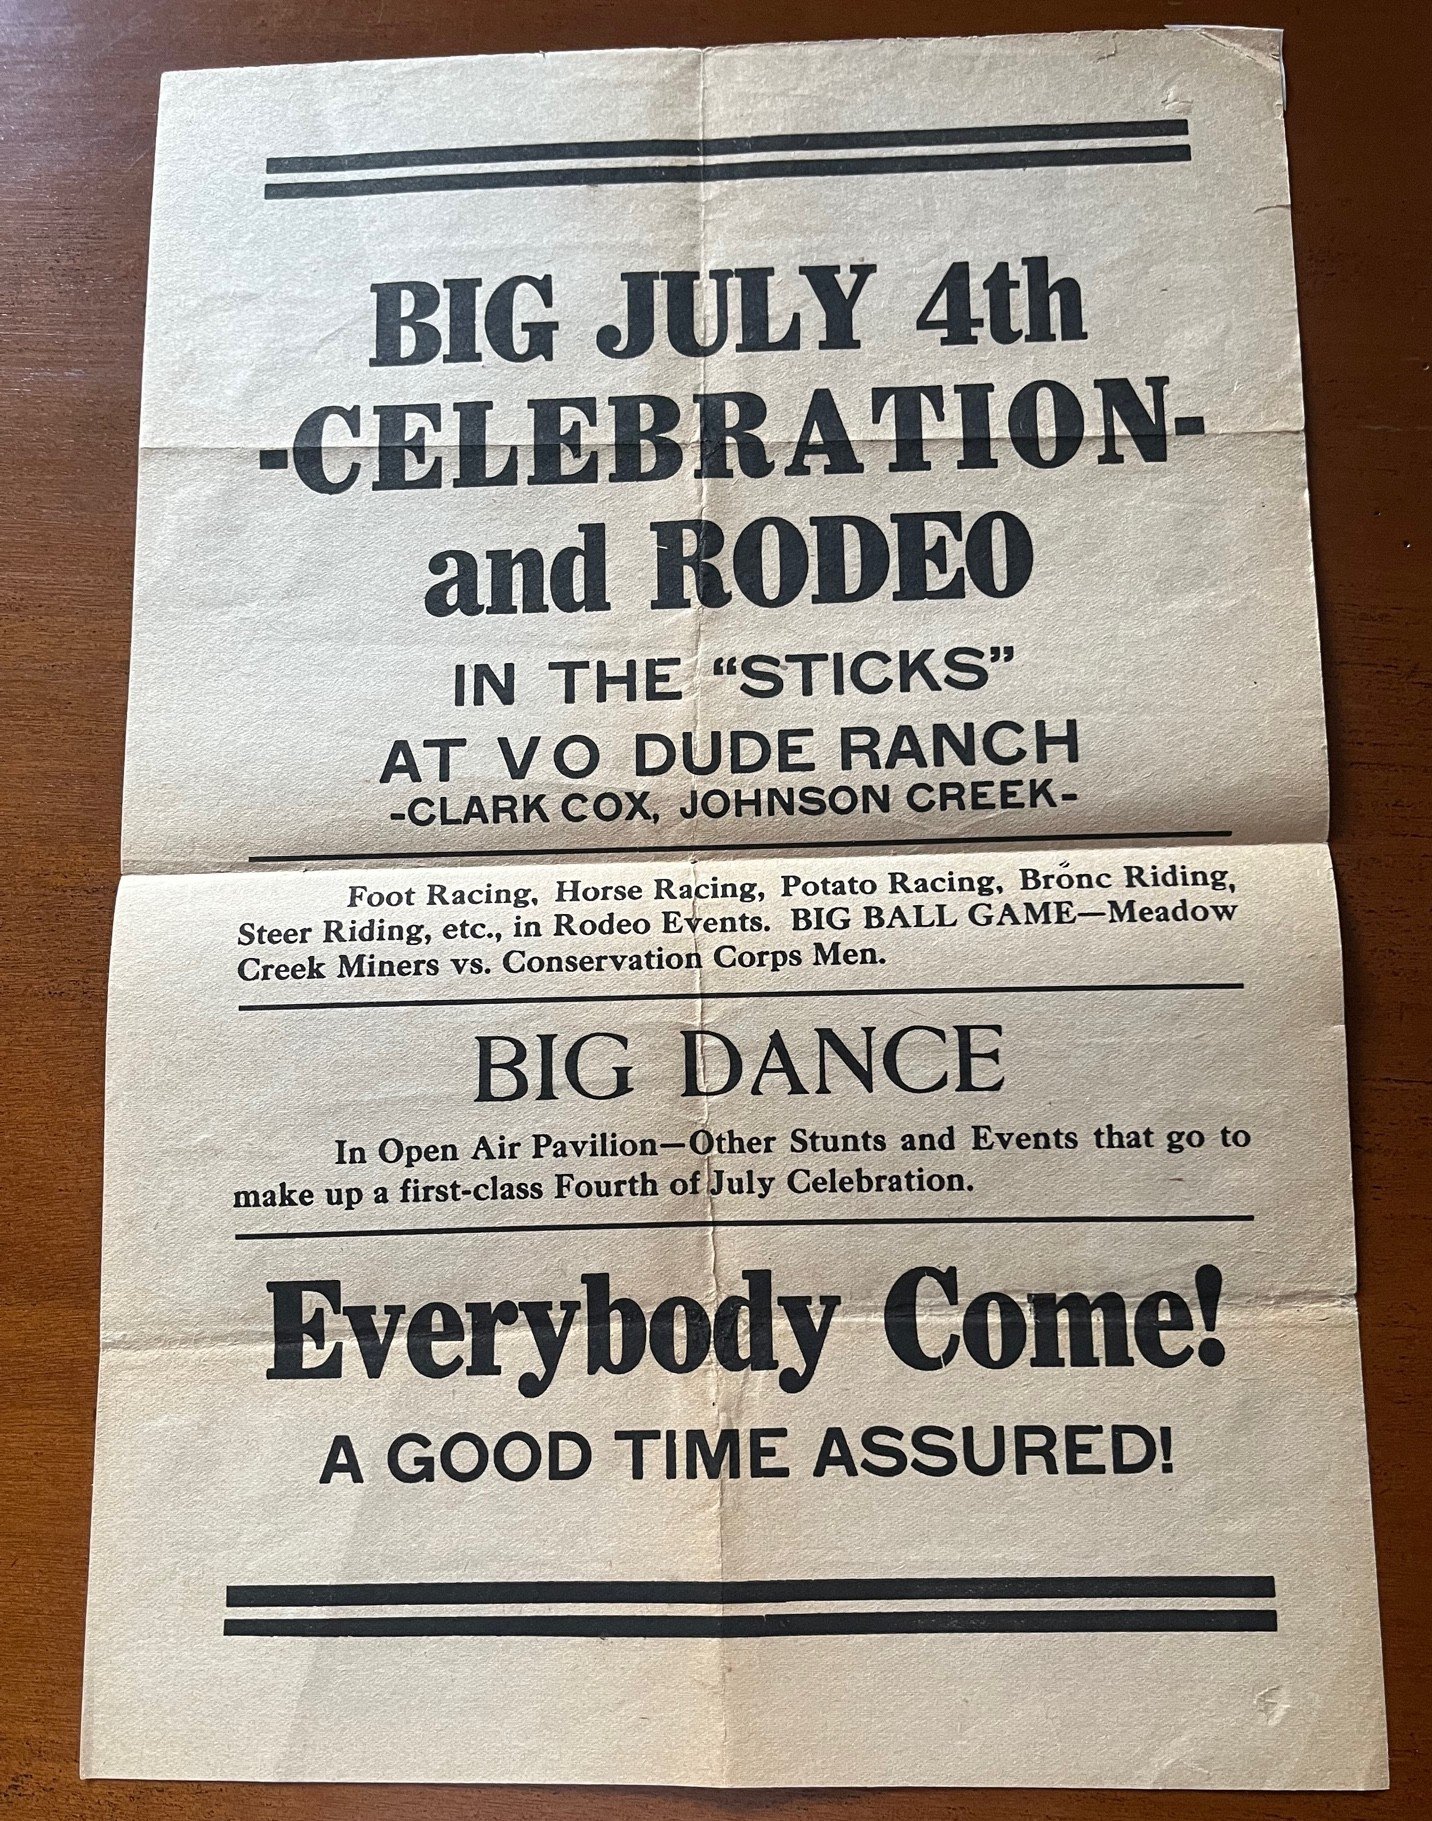 BIG JULY 4th
-CELEBRATION-
and RODEO
IN THE “STICKS”
AT V O DUDE RANCH
-CLARK COX, JOHNSON CREEK-
Foot Racing, Horse Racing, Potato Racing, Bronc Riding,
Steer Riding, etc., in Rodeo Events. BIG BALL GAME—Meadow
Creek Miners vs. Conservation Corps Men.
BIG DANCE
In Open Air Pavilion—Other Stunts and Events that go to
make up a first-class Fourth of July Celebration.
Everybody Come!
A GOOD TIME ASSURED!